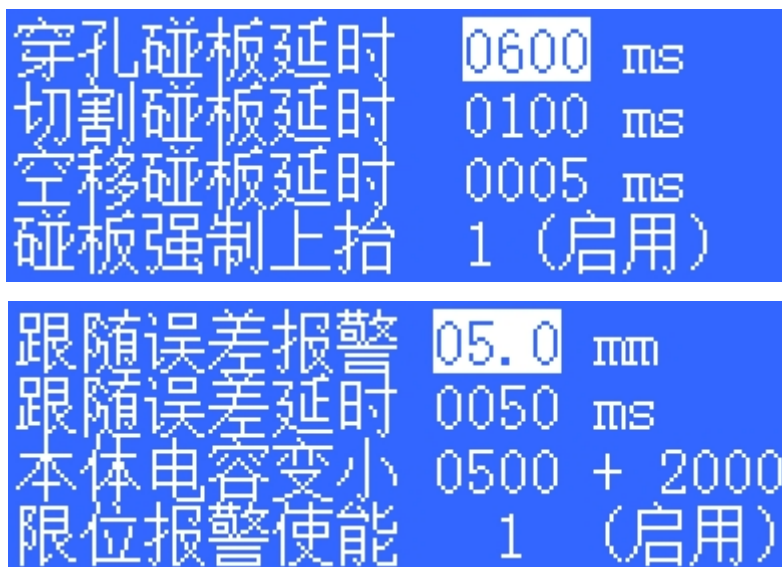 穿孔碰板延时 0600 ms
切割碰板延时 0100 ms
空移碰板延时 0005 ms
碰板强制上抬 1 (启用)
跟随误差报警 05.0 mm
跟随误差延时 0050 ms
本体电容变小 0500 + 2000
限位报警使能 1 (启用)